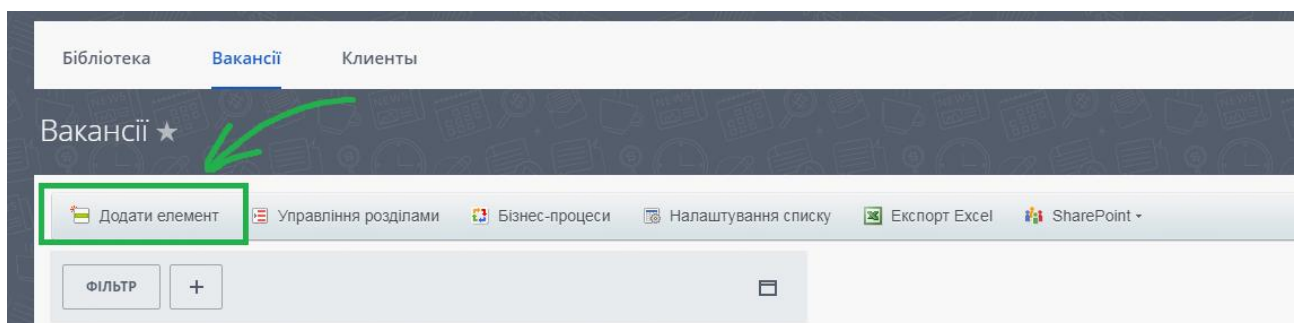 Бібліотека Вакансії Клиенты
Вакансії
Додати елемент Управління розділами Бізнес-процеси Налаштування списку Експорт Excel SharePoint
ФІЛЬТР +